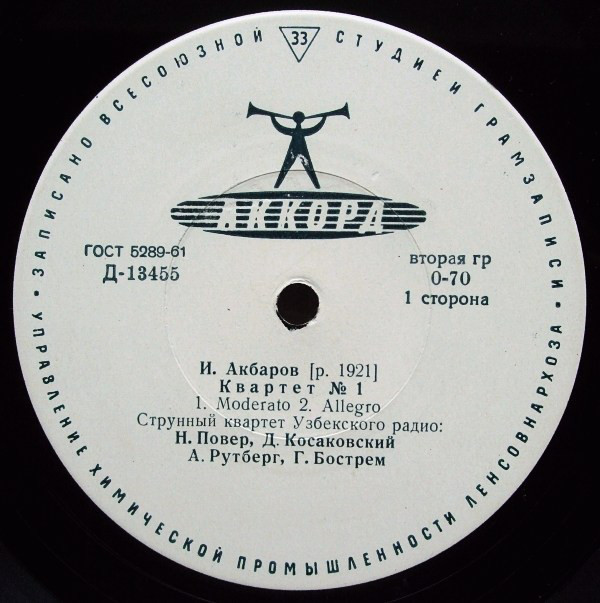 ЗАПИСАНО ВСЕСОЮЗНОЙ 33 СТУДИЕЙ ГРАМЗАПИСИ •
УПРАВЛЕНИЕ ХИМИЧЕСКОЙ ПРОМЫШЛЕННОСТИ ЛЕНСОВНАРХОЗА •
АККОРД
ГОСТ 5289-61
Д-13455
вторая гр
0-70
1 сторона
И. Акбаров [р. 1921]
Квартет № 1
1. Moderato 2. Allegro
Струнный квартет Узбекского радио:
Н. Повер, Д. Косаковский
А. Рутберг, Г. Бострем